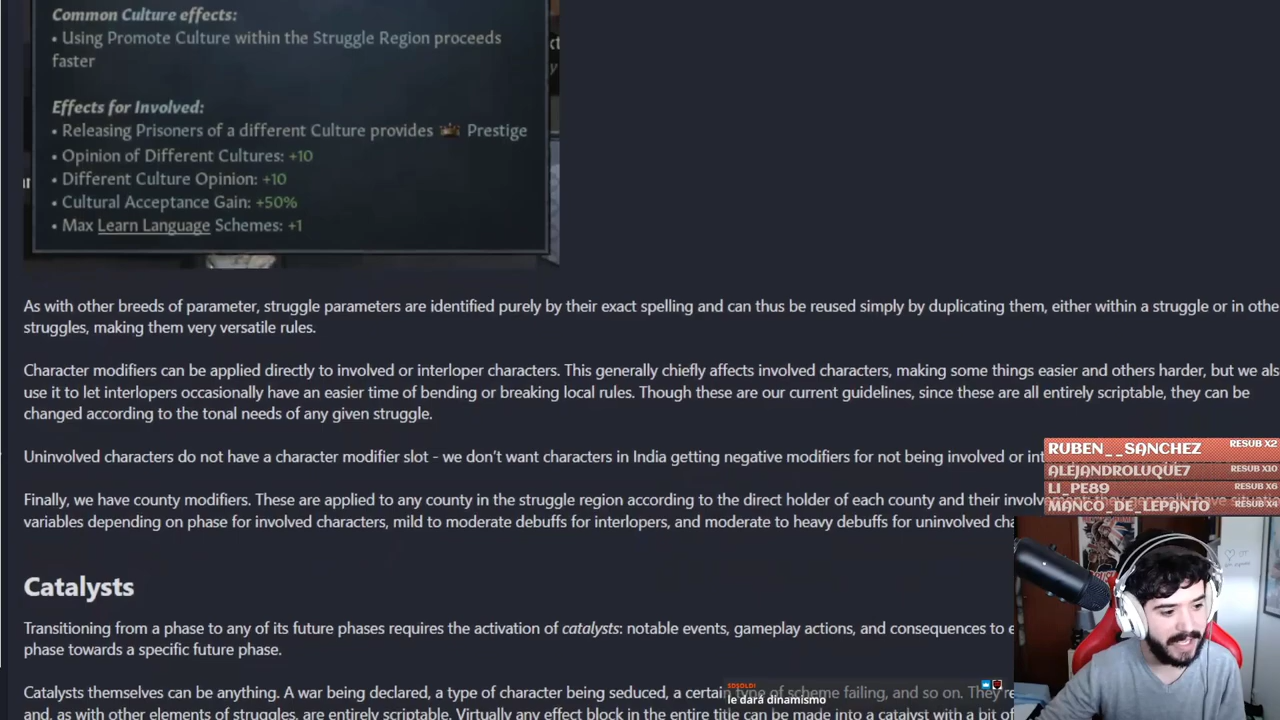 Common Culture effects:
• Using Promote Culture within the Struggle Region proceeds
faster
Effects for Involved:
• Releasing Prisoners of a different Culture provides Prestige
• Opinion of Different Cultures: +10
• Different Culture Opinion: +10
• Cultural Acceptance Gain: +50%
• Max Learn Language Schemes: +1
As with other breeds of parameter, struggle parameters are identified purely by their exact spelling and can thus be reused simply by duplicating them, either within a struggle or in othe
struggles, making them very versatile rules.
Character modifiers can be applied directly to involved or interloper characters. This generally chiefly affects involved characters, making some things easier and others harder, but we als
use it to let interlopers occasionally have an easier time of bending or breaking local rules. Though these are our current guidelines, since these are all entirely scriptable, they can be
changed according to the tonal needs of any given struggle.
Uninvolved characters do not have a character modifier slot - we don't want characters in India getting negative modifiers for not being involved or int
Finally, we have county modifiers. These are applied to any county in the struggle region according to the direct holder of each county and their involvement: they generally have situatio
variables depending on phase for involved characters, mild to moderate debuffs for interlopers, and moderate to heavy debuffs for uninvolved cha
Catalysts
Transitioning from a phase to any of its future phases requires the activation of catalysts: notable events, gameplay actions, and consequences to e
phase towards a specific future phase.
Catalysts themselves can be anything. A war being declared, a type of character being seduced, a certain type of scheme failing, and so on. They're
and, as with other elements of struggles, are entirely scriptable. Virtually any effect block in the entire title can be made into a catalyst with a bit of
RUBEN__SANCHEZ RESUB X2
ALEJANDROLUQUE7 RESUB X10
LI_PE89 RESUB X6
MANCO_DE_LEPANTO RESUB X4
le dará dinamismo